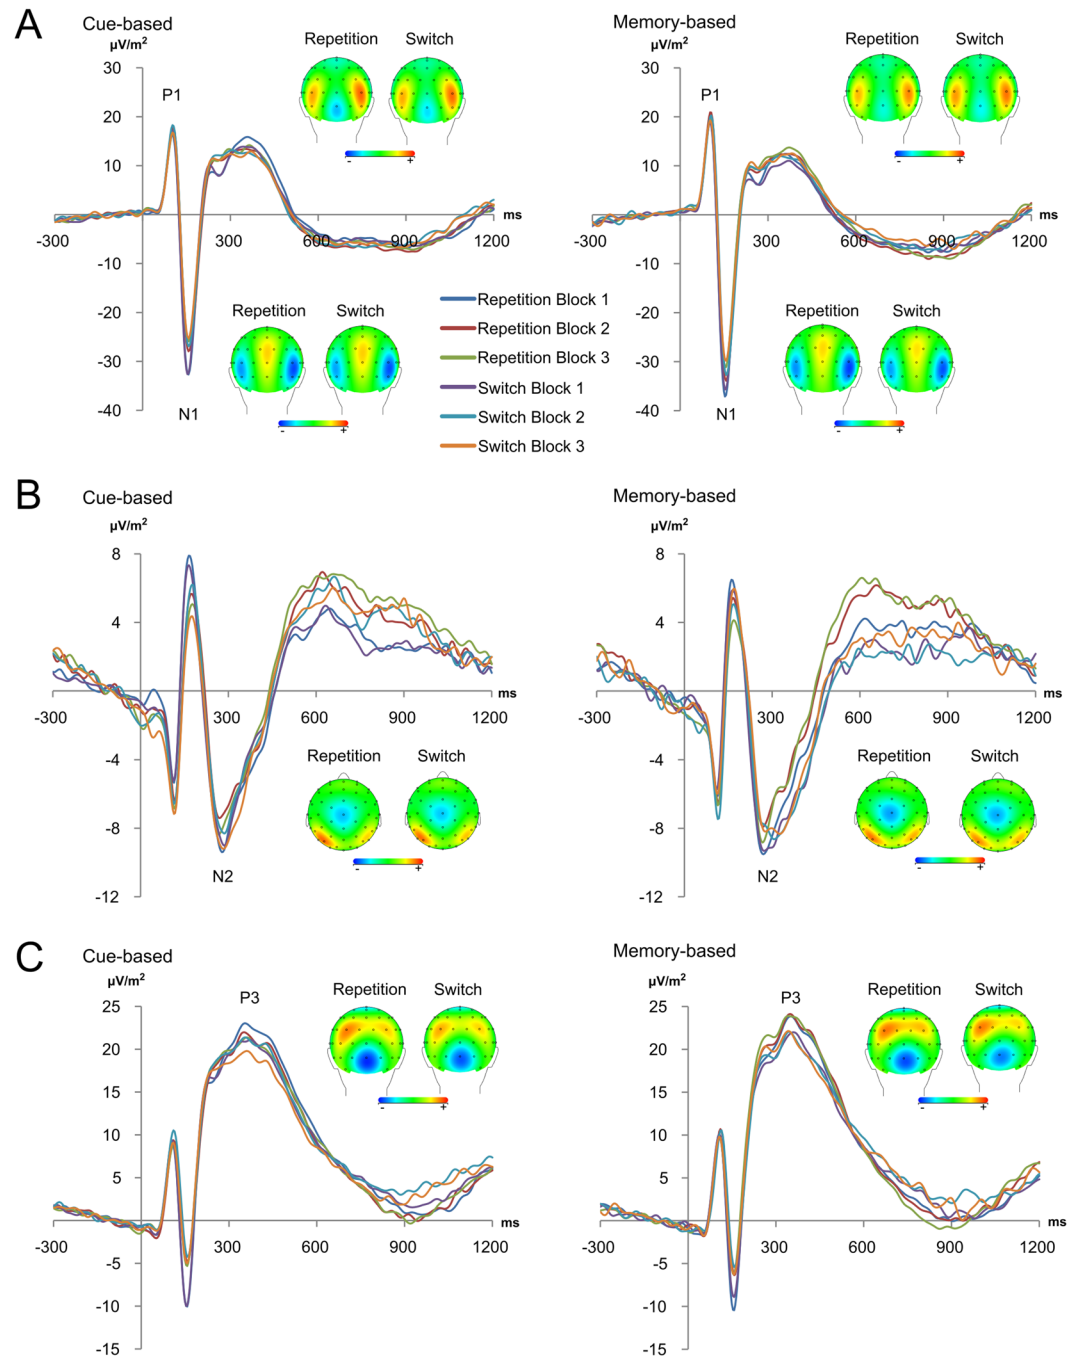 A
Cue-based
µV/m2
Repetition Switch
30
P1
20
10
- +
ms
-300 300 600 900 1200
-10
-20
Repetition Switch
-30
-40
N1
- +
Memory-based
µV/m2
Repetition Switch
30
P1
20
10
- +
ms
-300 300 600 900 1200
-10
-20
Repetition Switch
-30
-40
N1
- +
Repetition Block 1
Repetition Block 2
Repetition Block 3
Switch Block 1
Switch Block 2
Switch Block 3
B
Cue-based
µV/m2
8
4
ms
-300 300 600 900 1200
-4
Repetition Switch
-8
- +
N2
-12
Memory-based
µV/m2
8
4
ms
-300 300 600 900 1200
-4
Repetition Switch
-8
- +
N2
-12
C
Cue-based
µV/m2
P3
Repetition Switch
25
20
15
- +
10
5
ms
-300 300 600 900 1200
-5
-10
-15
Memory-based
µV/m2
P3
Repetition Switch
25
20
15
- +
10
5
ms
-300 300 600 900 1200
-5
-10
-15